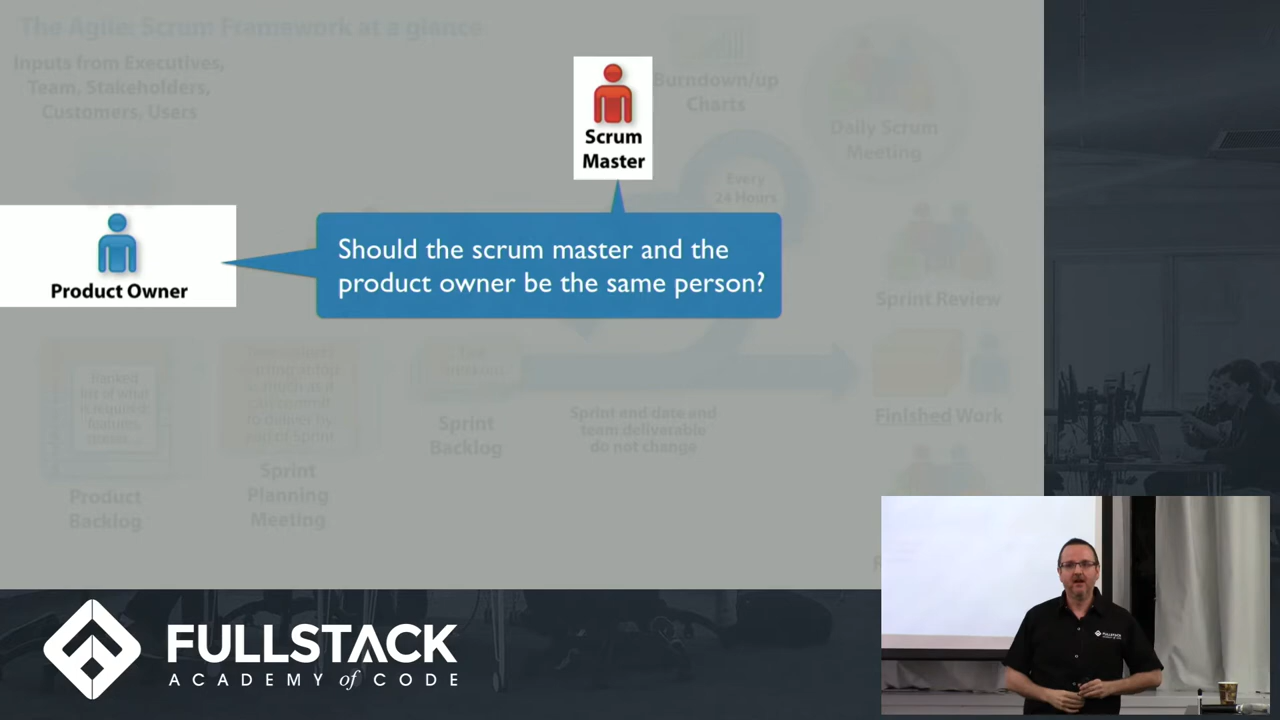 The Agile: Scrum Framework at a glance
Inputs from Executives,
Team, Stakeholders,
Customers, Users
Scrum
Master
Burndown/up
Charts
Daily Scrum
Meeting
Every
24 Hours
Product Owner
Should the scrum master and the
product owner be the same person?
Sprint Review
Finished Work
Sprint and date and
team deliverable
do not change
Sprint
Backlog
Product
Backlog
Sprint
Planning
Meeting
FULLSTACK
ACADEMY of CODE
FULLSTACK